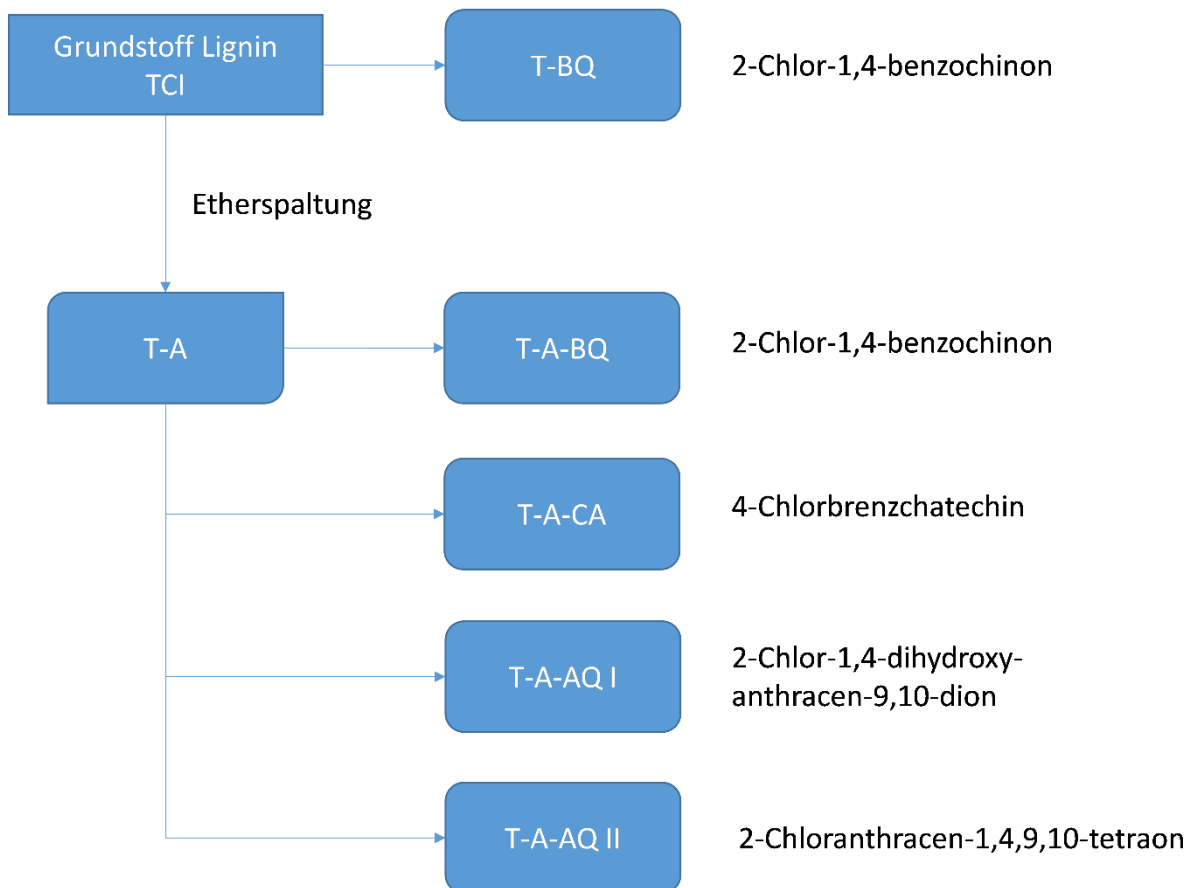 Grundstoff Lignin
TCI
T-BQ
2-Chlor-1,4-benzochinon
Etherspaltung
T-A
T-A-BQ
2-Chlor-1,4-benzochinon
T-A-CA
4-Chlorbrenzchatechin
T-A-AQ I
2-Chlor-1,4-dihydroxy-
anthracen-9,10-dion
T-A-AQ II
2-Chloranthracen-1,4,9,10-tetraon